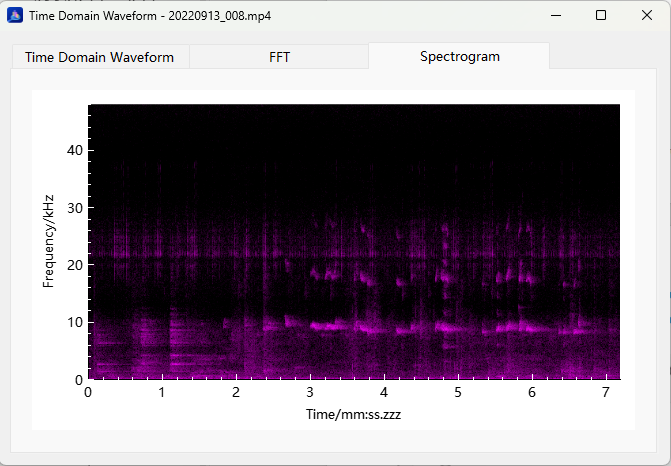 Time Domain Waveform - 20220913_008.mp4
Time Domain Waveform FFT Spectrogram
40
30
20
10
0
Frequency/kHz
0 1 2 3 4 5 6 7
Time/mm:ss.zzz